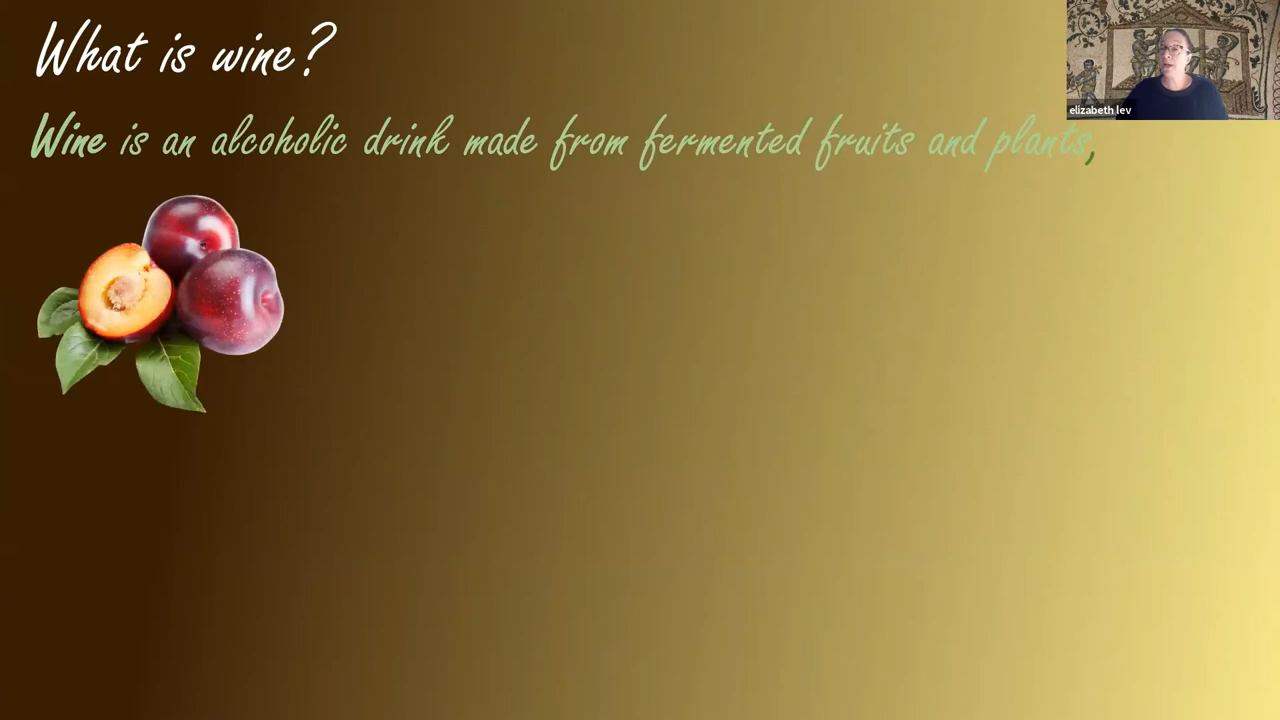 What is wine?
elizabeth lev
Wine is an alcoholic drink made from fermented fruits and plants,